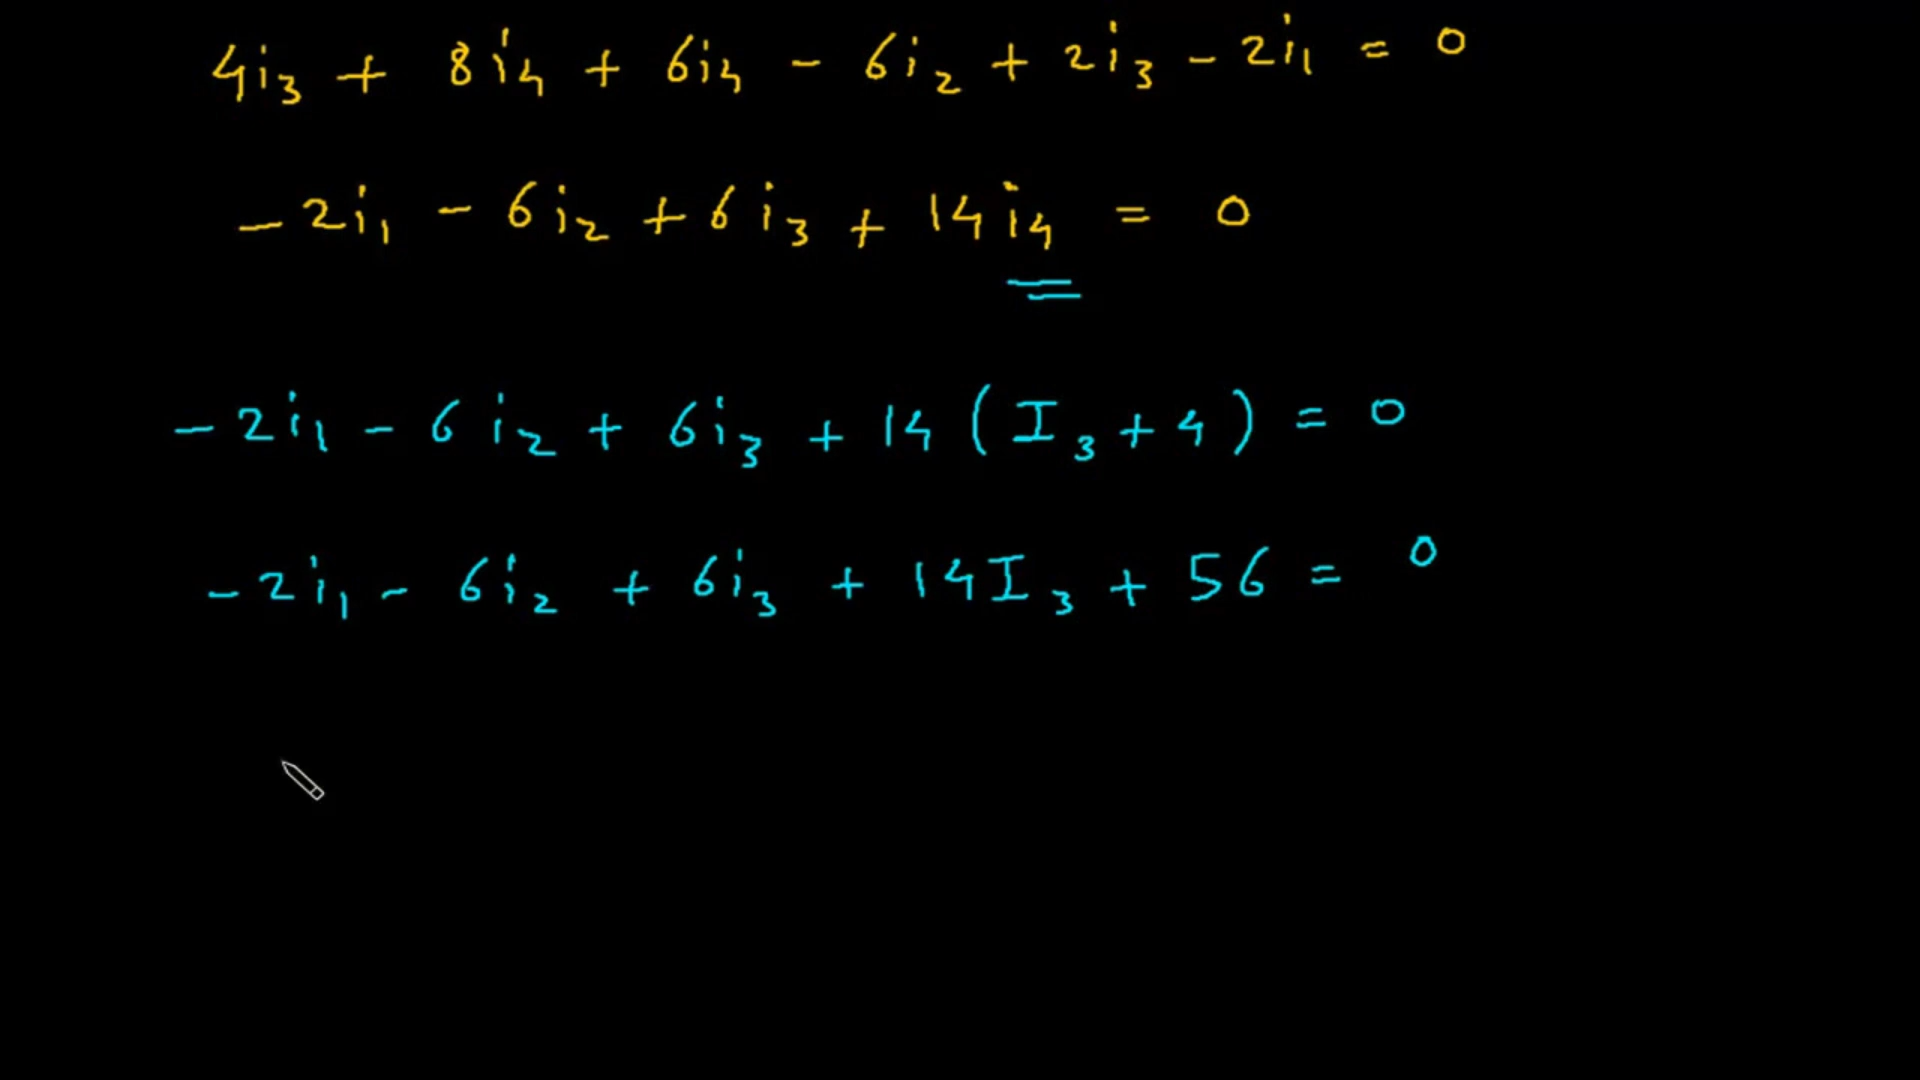 4i₃ + 8i₄ + 6i₄ - 6i₂ + 2i₃ - 2i₁ = 0
- 2i₁ - 6i₂ + 6i₃ + 14i₄ = 0
- 2i₁ - 6i₂ + 6i₃ + 14(I₃ + 4) = 0
- 2i₁ - 6i₂ + 6i₃ + 14I₃ + 56 = 0